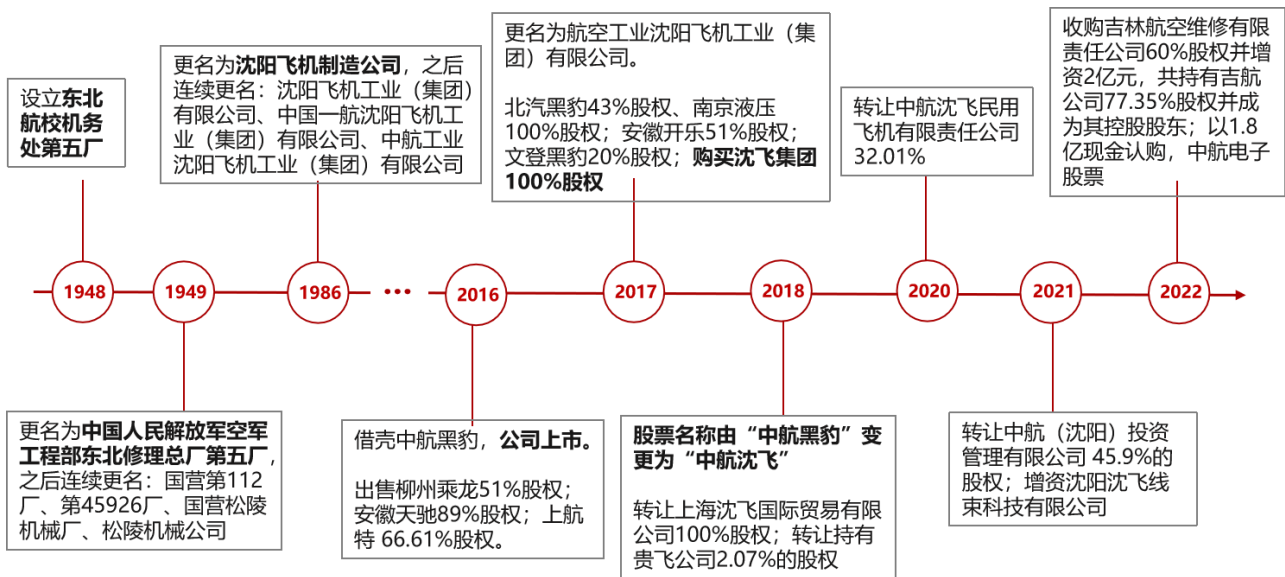 设立东北
航校机务
处第五厂
更名为沈阳飞机制造公司，之后
连续更名：沈阳飞机工业（集团）
有限公司、中国一航沈阳飞机工
业（集团）有限公司、中航工业
沈阳飞机工业（集团）有限公司
更名为航空工业沈阳飞机工业（集
团）有限公司。
北汽黑豹43%股权、南京液压
100%股权；安徽开乐51%股权；
文登黑豹20%股权；购买沈飞集团
100%股权
转让中航沈飞民用
飞机有限责任公司
32.01%
收购吉林航空维修有限
责任公司60%股权并增
资2亿元，共持有吉航
公司77.35%股权并成
为其控股股东；以1.8
亿现金认购，中航电子
股票
1948
1949
1986
...
2016
2017
2018
2020
2021
2022
更名为中国人民解放军空军
工程部东北修理总厂第五厂，
之后连续更名：国营第112
厂、第45926厂、国营松陵
机械厂、松陵机械公司
借壳中航黑豹，公司上市。
出售柳州乘龙51%股权；
安徽天驰89%股权；上航
特 66.61%股权。
股票名称由“中航黑豹”变
更为“中航沈飞”
转让上海沈飞国际贸易有限
公司100%股权；转让持有
贵飞公司2.07%的股权
转让中航（沈阳）投资
管理有限公司 45.9%的
股权；增资沈阳沈飞线
束科技有限公司